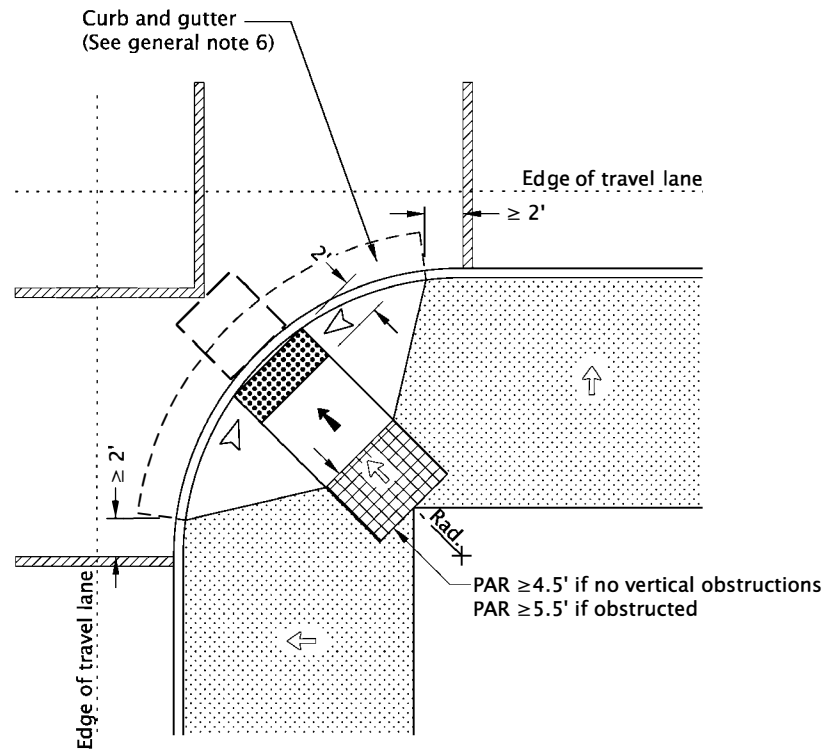 Curb and gutter
(See general note 6)
Edge of travel lane
≥ 2'
2'
≥ 2'
Rad.
PAR ≥4.5' if no vertical obstructions
PAR ≥5.5' if obstructed
Edge of travel lane